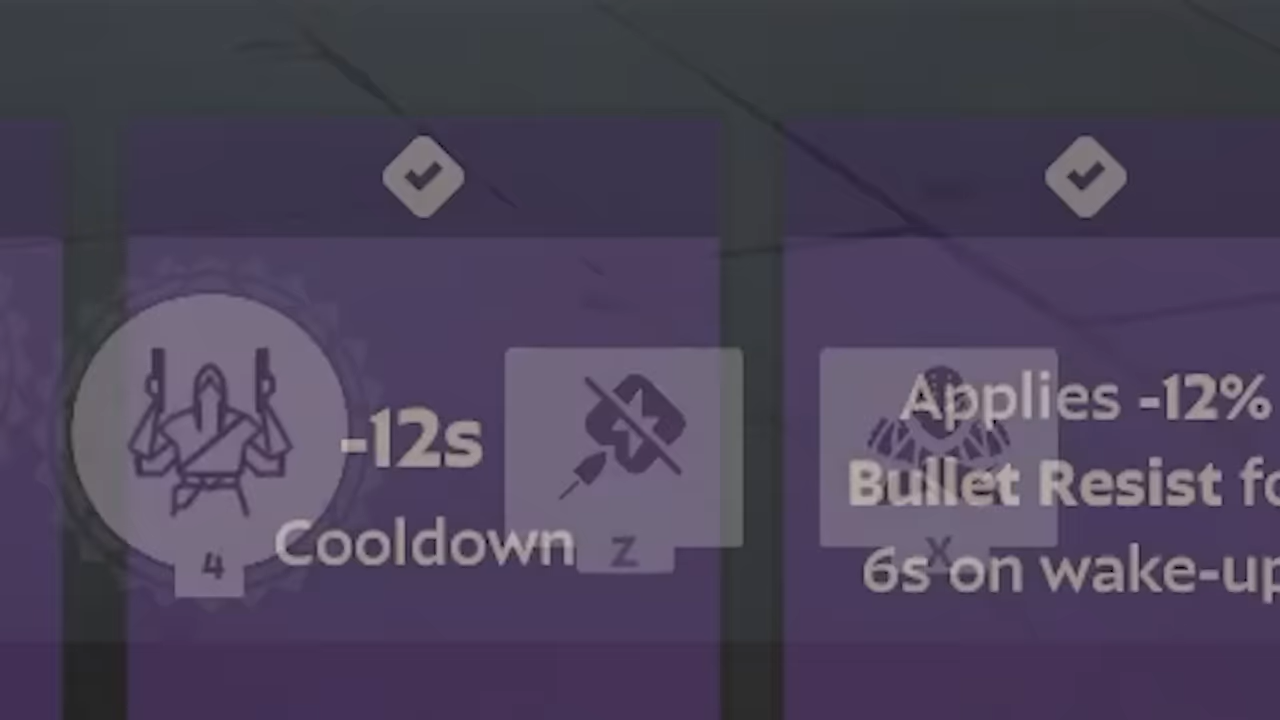 -12s
Cooldown
4
Z
Applies -12%
Bullet Resist fo
6s on wake-up
X